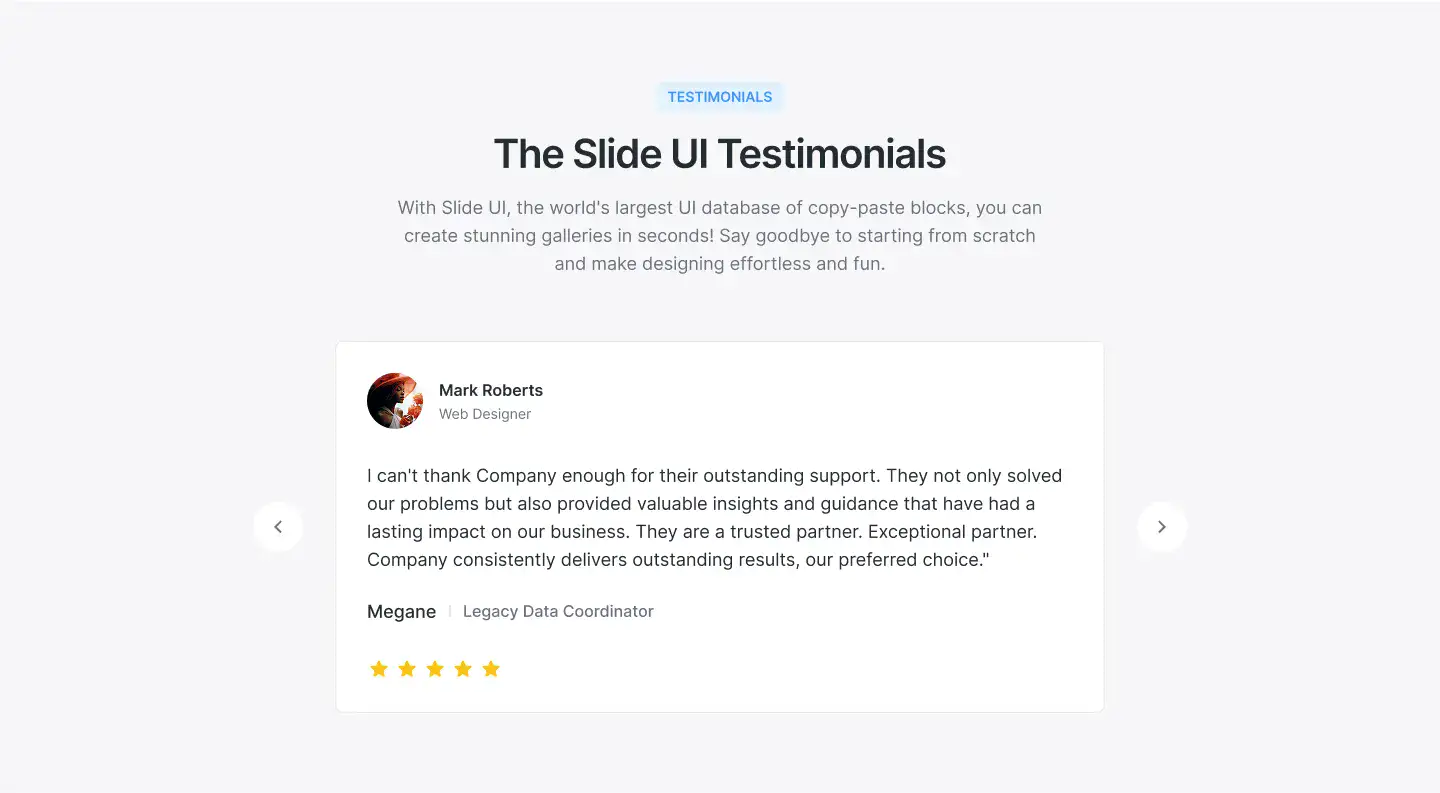 TESTIMONIALS
The Slide UI Testimonials
With Slide UI, the world's largest UI database of copy-paste blocks, you can
create stunning galleries in seconds! Say goodbye to starting from scratch
and make designing effortless and fun.
Mark Roberts
Web Designer
I can't thank Company enough for their outstanding support. They not only solved
our problems but also provided valuable insights and guidance that have had a
lasting impact on our business. They are a trusted partner. Exceptional partner.
Company consistently delivers outstanding results, our preferred choice."
Megane | Legacy Data Coordinator